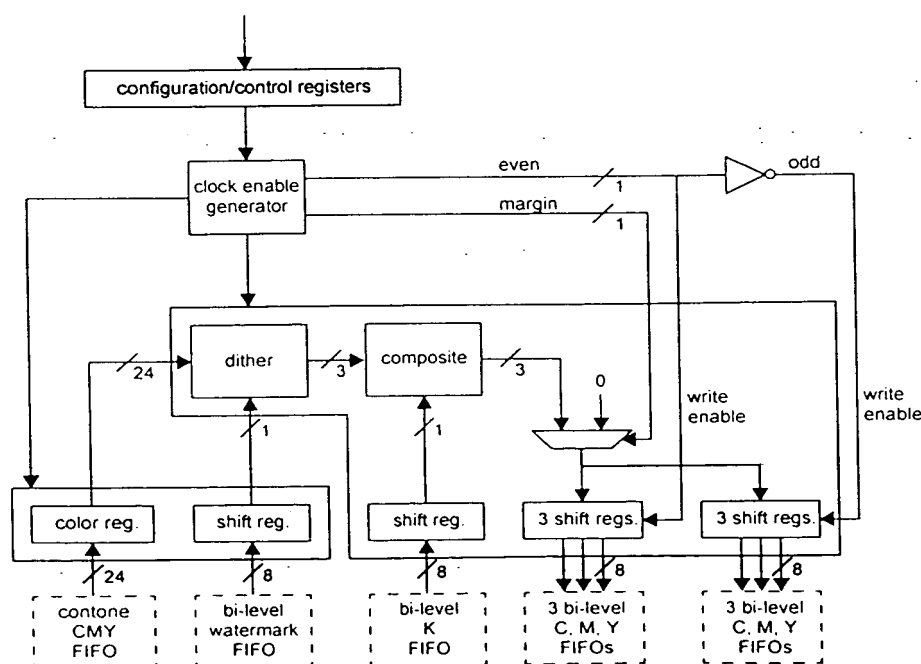 configuration/control registers
clock enable
generator
even
1
odd
margin
1
24
dither
3
composite
3
0
write
enable
write
enable
1
1
color reg.
shift reg.
shift reg.
3 shift regs.
3 shift regs.
24
8
8
8
8
contone
CMY
FIFO
bi-level
watermark
FIFO
bi-level
K
FIFO
3 bi-level
C, M, Y
FIFOs
3 bi-level
C, M, Y
FIFOs